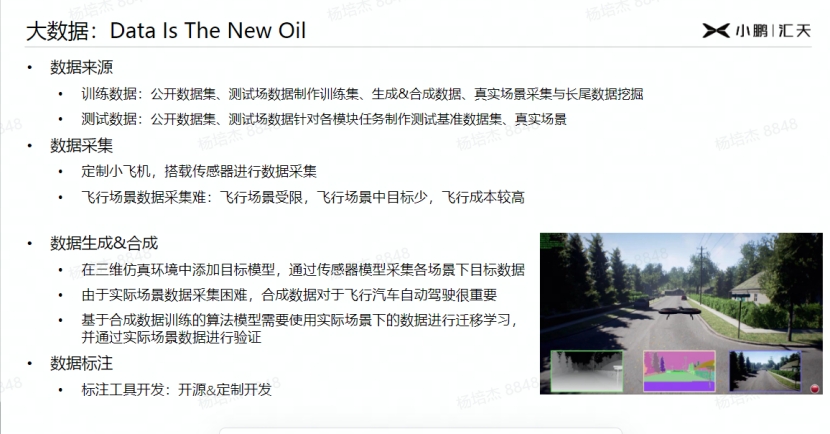 大数据：Data Is The New Oil
小鹏|汇天
• 数据来源
• 训练数据：公开数据集、测试场数据制作训练集、生成&合成数据、真实场景采集与长尾数据挖掘
• 测试数据：公开数据集、测试场数据针对各模块任务制作测试基准数据集、真实场景
• 数据采集
• 定制小飞机，搭载传感器进行数据采集
• 飞行场景数据采集难：飞行场景受限，飞行场景中目标少，飞行成本较高
• 数据生成&合成
• 在三维仿真环境中添加目标模型，通过传感器模型采集各场景下目标数据
• 由于实际场景数据采集困难，合成数据对于飞行汽车自动驾驶很重要
• 基于合成数据训练的算法模型需要使用实际场景下的数据进行迁移学习，
并通过实际场景数据进行验证
• 数据标注
• 标注工具开发：开源&定制开发
杨培杰 8848